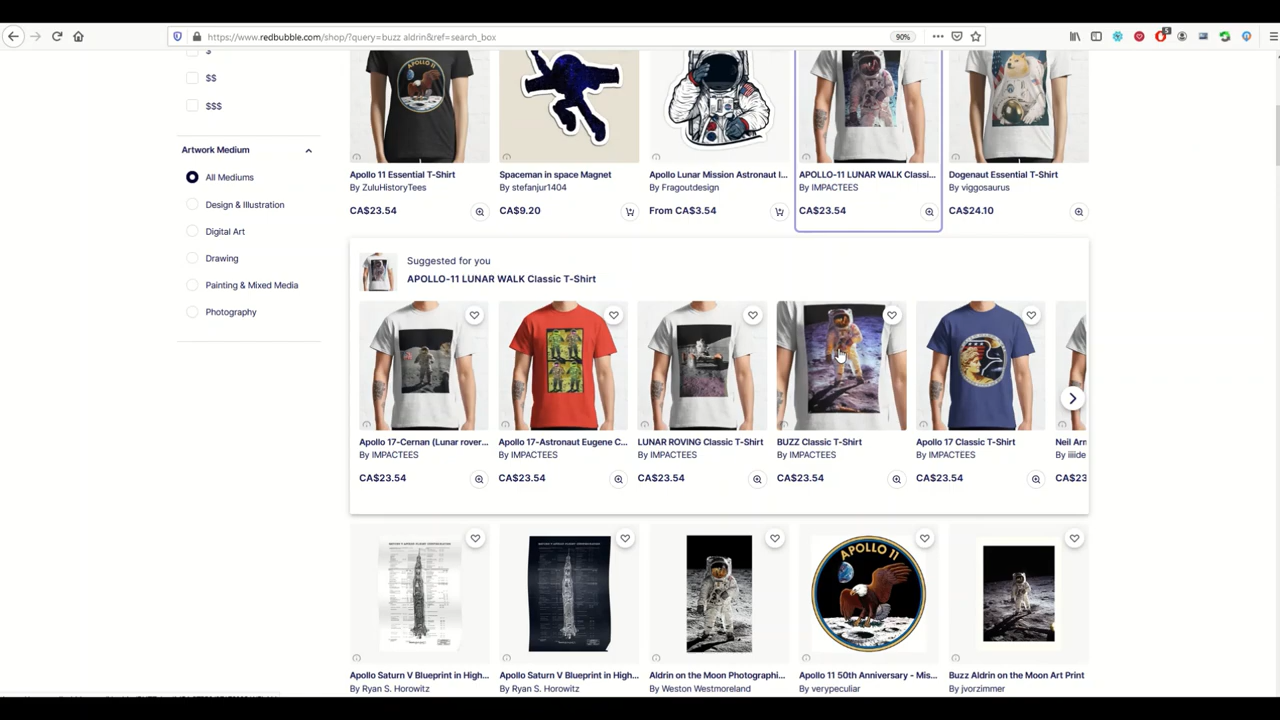 https://www.redbubble.com/shop/?query=buzz aldrin&ref=search_box
90%
5
$
$$
$$$
Artwork Medium
All Mediums
Design & Illustration
Digital Art
Drawing
Painting & Mixed Media
Photography
Apollo 11 Essential T-Shirt
By ZuluHistoryTees
CA$23.54
Spaceman in space Magnet
By stefanjur1404
CA$9.20
Apollo Lunar Mission Astronaut I...
By Fragoutdesign
From CA$3.54
APOLLO-11 LUNAR WALK Classi...
By IMPACTEES
CA$23.54
Dogenaut Essential T-Shirt
By viggosaurus
CA$24.10
Suggested for you
APOLLO-11 LUNAR WALK Classic T-Shirt
Apollo 17-Cernan (Lunar rover...
By IMPACTEES
CA$23.54
Apollo 17-Astronaut Eugene C...
By IMPACTEES
CA$23.54
LUNAR ROVING Classic T-Shirt
By IMPACTEES
CA$23.54
BUZZ Classic T-Shirt
By IMPACTEES
CA$23.54
Apollo 17 Classic T-Shirt
By IMPACTEES
CA$23.54
Neil Arn
By iiiide
CA$23
APOLLO 11
Apollo Saturn V Blueprint in High...
By Ryan S. Horowitz
Apollo Saturn V Blueprint in High...
By Ryan S. Horowitz
Aldrin on the Moon Photographi...
By Weston Westmoreland
Apollo 11 50th Anniversary - Mis...
By verypeculiar
Buzz Aldrin on the Moon Art Print
By jvorzimmer